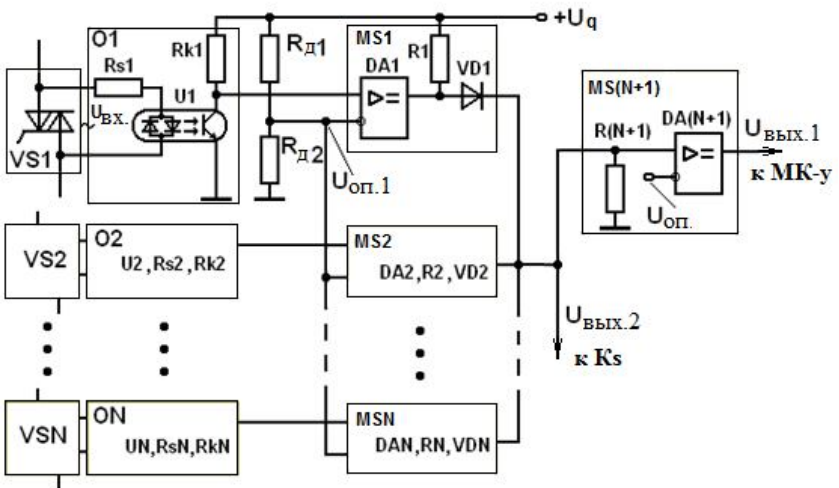 +Uq
O1
Rs1
Rk1
RД1
MS1
DA1
R1
VD1
U1
Uвх.
VS1
RД2
Uоп.1
MS(N+1)
R(N+1)
DA(N+1)
Uвых.1
к МК-у
Uоп.
VS2
O2
U2,Rs2,Rk2
MS2
DA2,R2,VD2
Uвых.2
к Ks
VSN
ON
UN,RsN,RkN
MSN
DAN,RN,VDN